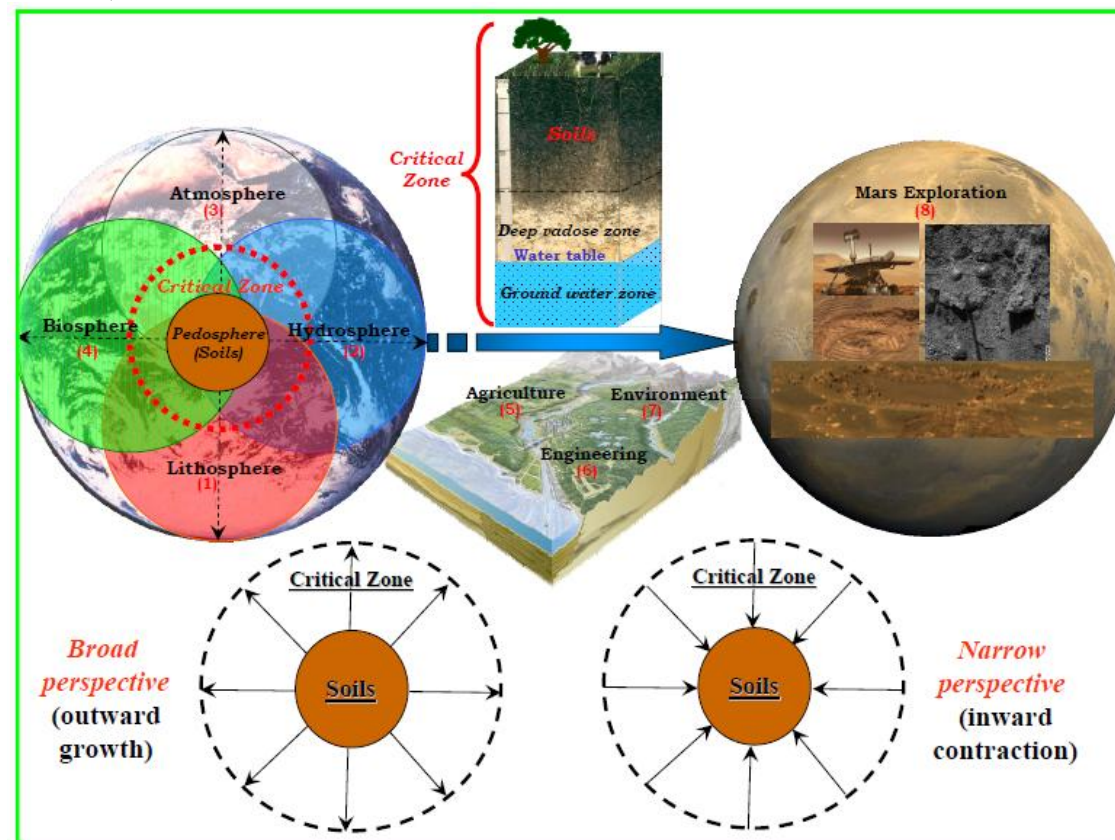 Soils
Critical
Zone
Deep vadose zone
Water table
Ground water zone
Atmosphere
(3)
Critical Zone
Biosphere
(4)
Pedosphere
(Soils)
Hydrosphere
(2)
Lithosphere
(1)
Agriculture
(5)
Environment
(7)
Engineering
(6)
Mars Exploration
(8)
Broad
perspective
(outward
growth)
Critical Zone
Soils
Critical Zone
Soils
Narrow
perspective
(inward
contraction)